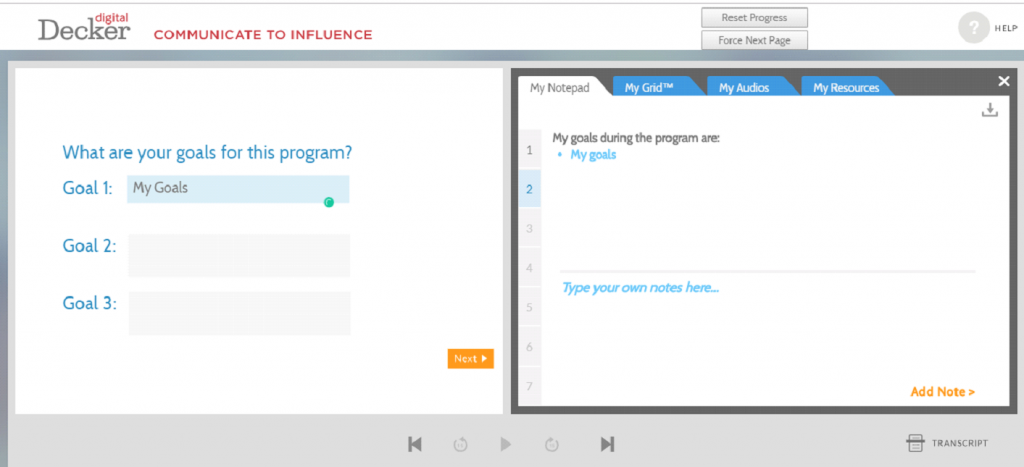 digital
Decker
COMMUNICATE TO INFLUENCE
Reset Progress
Force Next Page
?
HELP
What are your goals for this program?
Goal 1:
My Goals
Goal 2:
Goal 3:
Next
My Notepad
My Grid™
My Audios
My Resources
1
2
3
4
5
6
7
My goals during the program are:
• My goals
Type your own notes here...
Add Note >
TRANSCRIPT